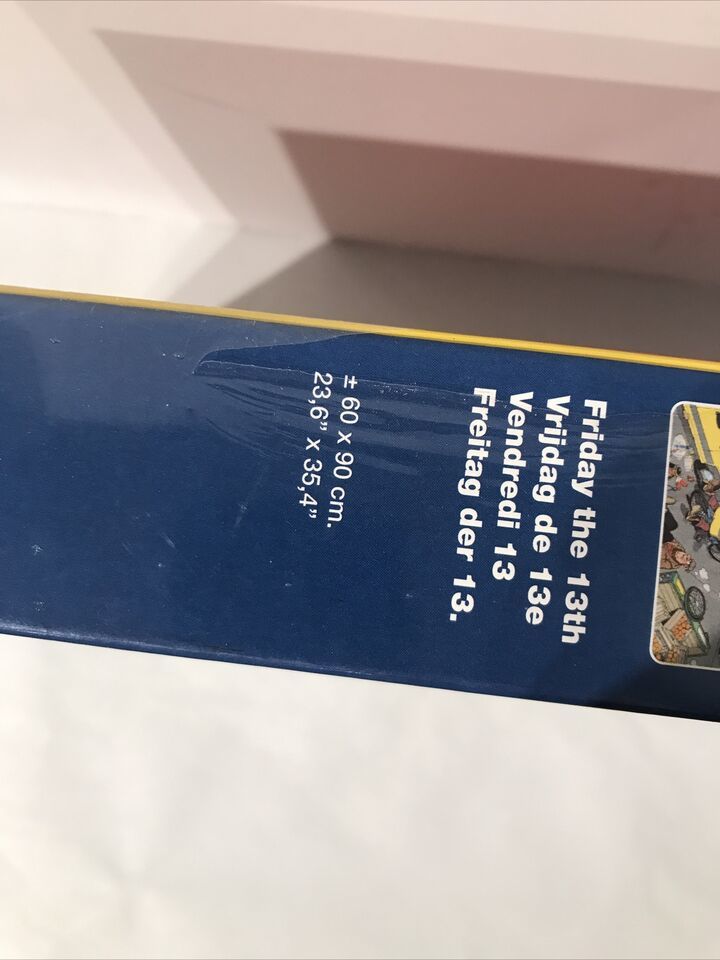 Friday the 13th
Vrijdag de 13e
Vendredi 13
Freitag der 13.
± 60 x 90 cm.
23,6” x 35,4”